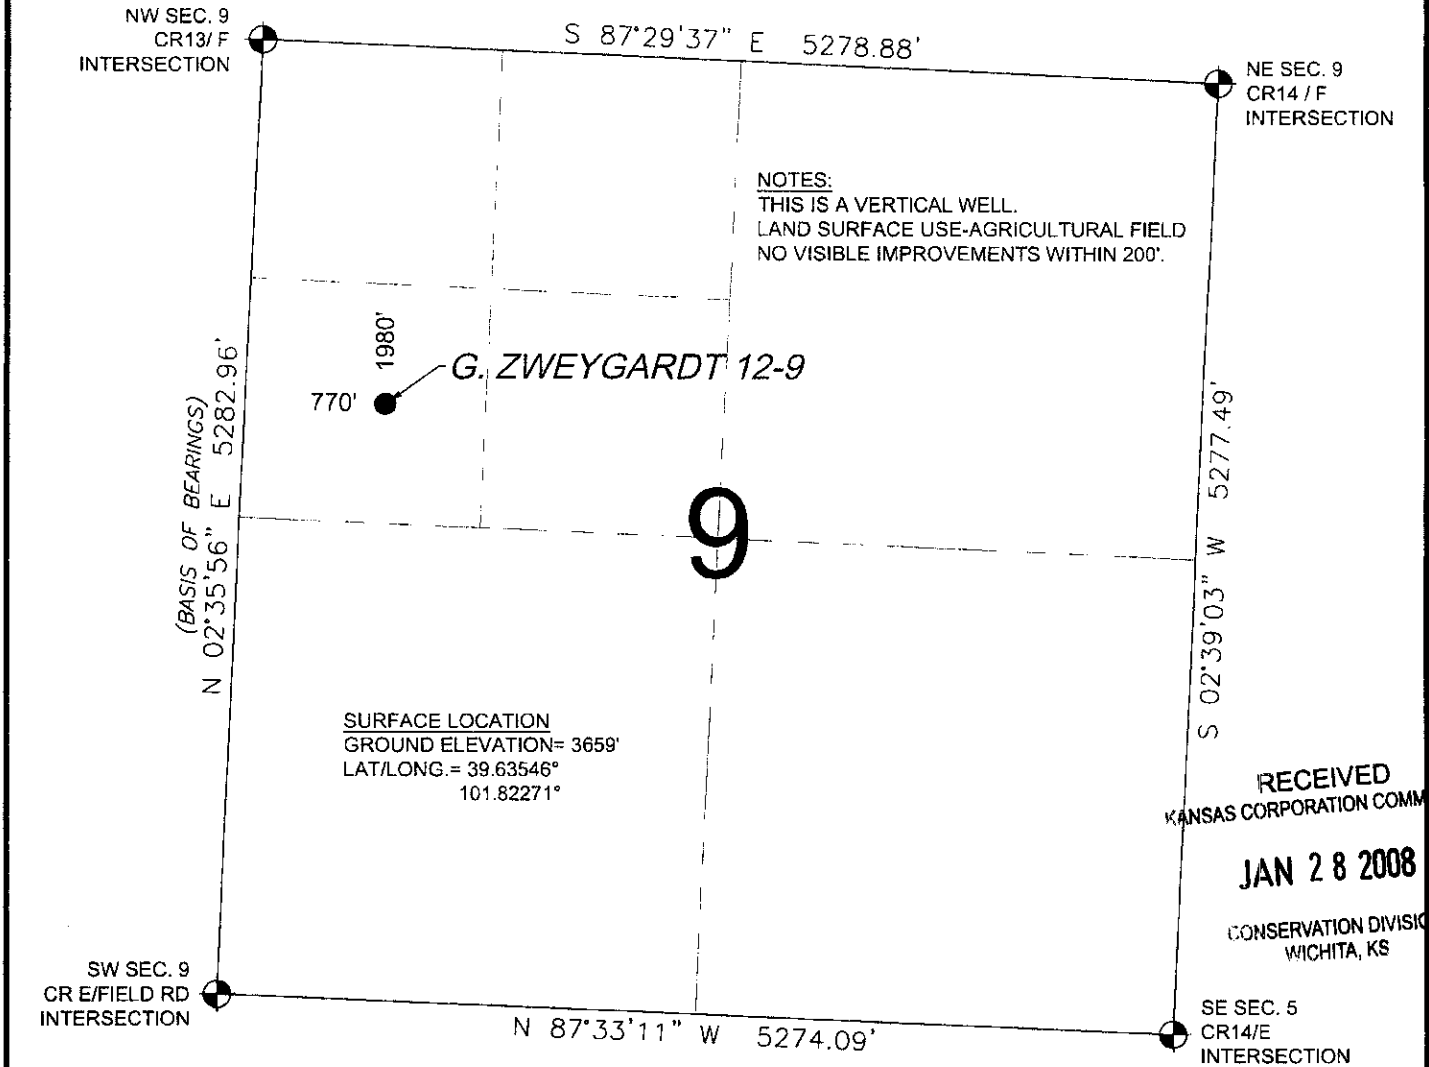 NW SEC. 9
CR13/ F
INTERSECTION
S 87°29'37" E 5278.88'
NE SEC. 9
CR14 / F
INTERSECTION
NOTES:
THIS IS A VERTICAL WELL.
LAND SURFACE USE-AGRICULTURAL FIELD
NO VISIBLE IMPROVEMENTS WITHIN 200'.
1980'
G. ZWEYGARDT 12-9
770'
(BASIS OF BEARINGS)
N 02°35'56" E 5282.96'
9
S 02°39'03" W 5277.49'
SURFACE LOCATION
GROUND ELEVATION= 3659'
LAT/LONG.= 39.63546°
101.82271°
RECEIVED
KANSAS CORPORATION COMM
JAN 28 2008
CONSERVATION DIVISIO
WICHITA, KS
SW SEC. 9
CR E/FIELD RD
INTERSECTION
N 87°33'11" W 5274.09'
SE SEC. 5
CR14/E
INTERSECTION